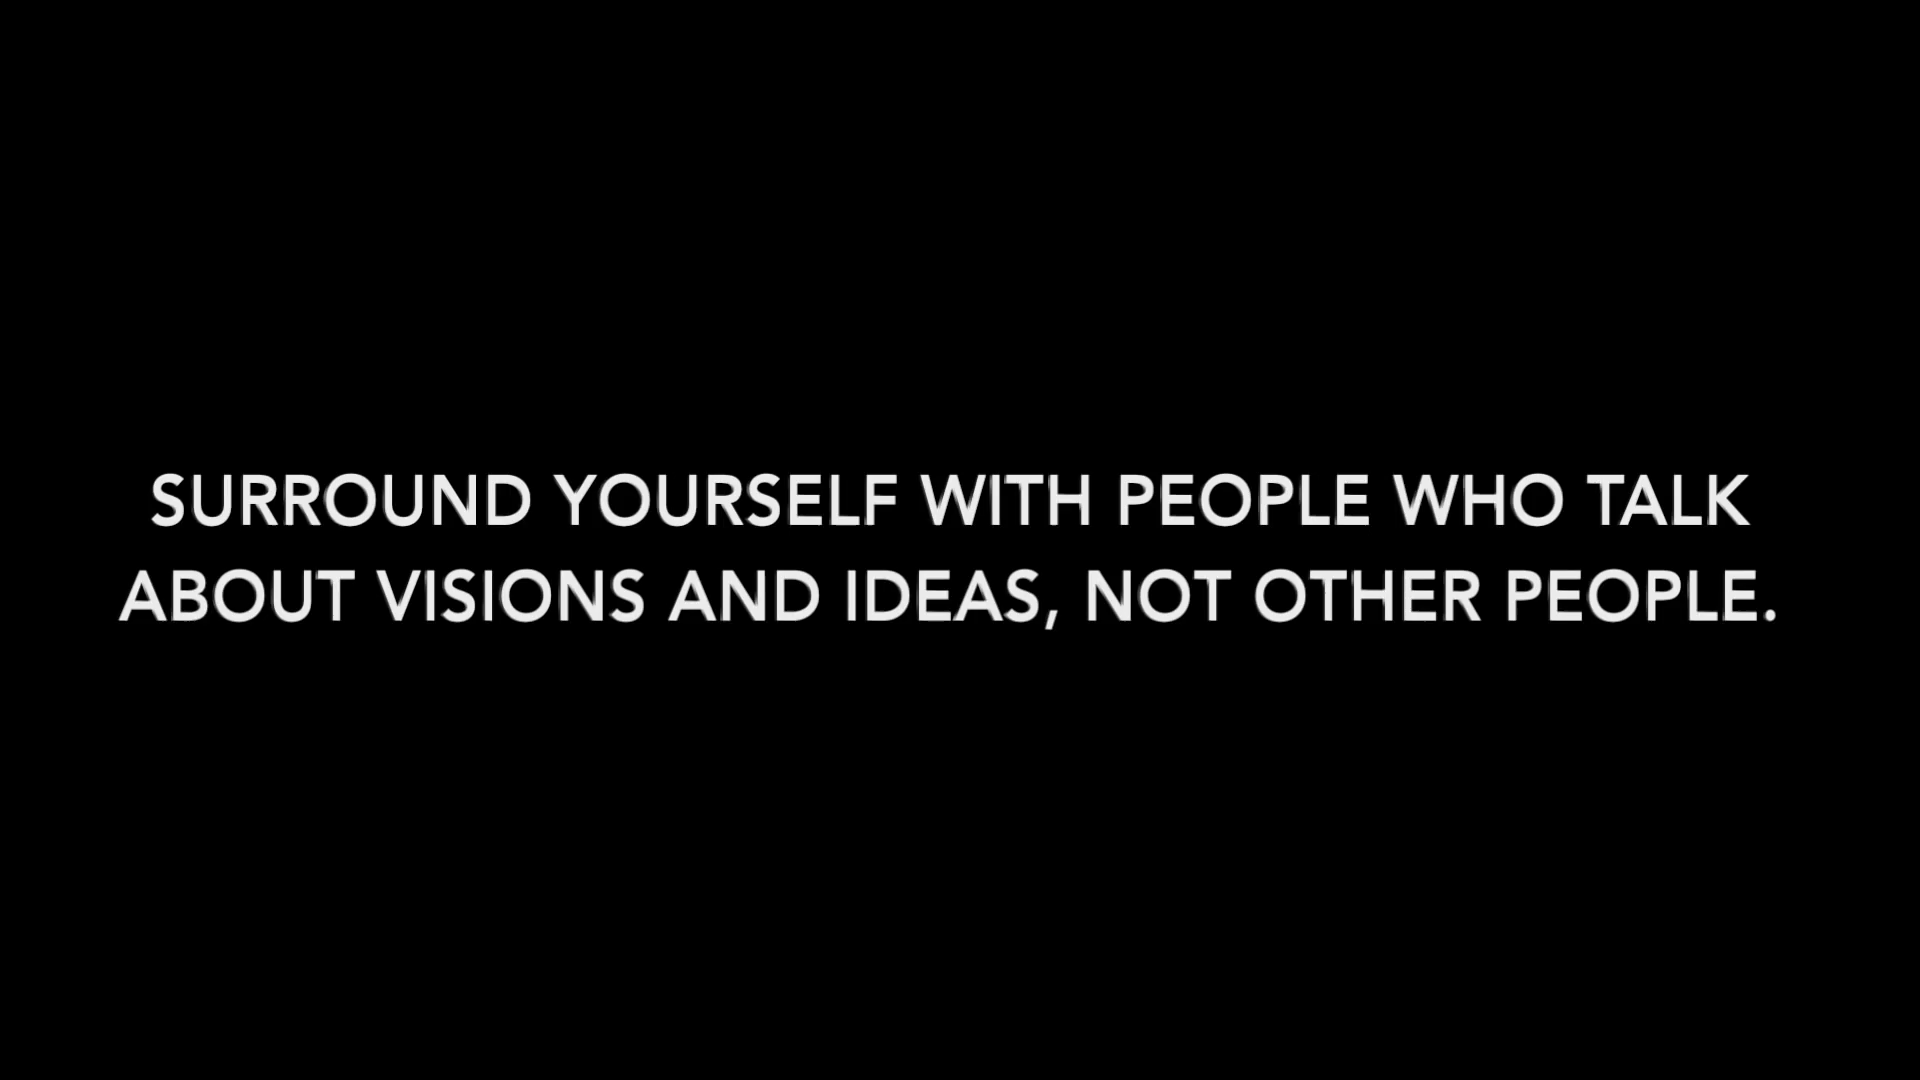 SURROUND YOURSELF WITH PEOPLE WHO TALK
ABOUT VISIONS AND IDEAS, NOT OTHER PEOPLE.